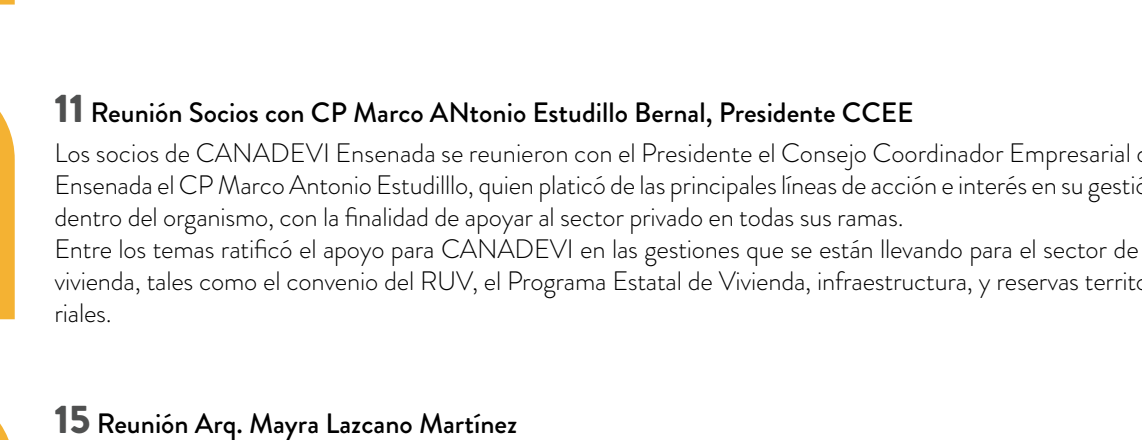 11 Reunión Socios con CP Marco ANtonio Estudillo Bernal, Presidente CCEE
Los socios de CANADEVI Ensenada se reunieron con el Presidente el Consejo Coordinador Empresarial
Ensenada el CP Marco Antonio Estudilllo, quien platicó de las principales líneas de acción e interés en su gestió
dentro del organismo, con la finalidad de apoyar al sector privado en todas sus ramas.
Entre los temas ratificó el apoyo para CANADEVI en las gestiones que se están llevando para el sector de
vivienda, tales como el convenio del RUV, el Programa Estatal de Vivienda, infraestructura, y reservas territo
riales.
15 Reunión Arq. Mayra Lazcano Martínez